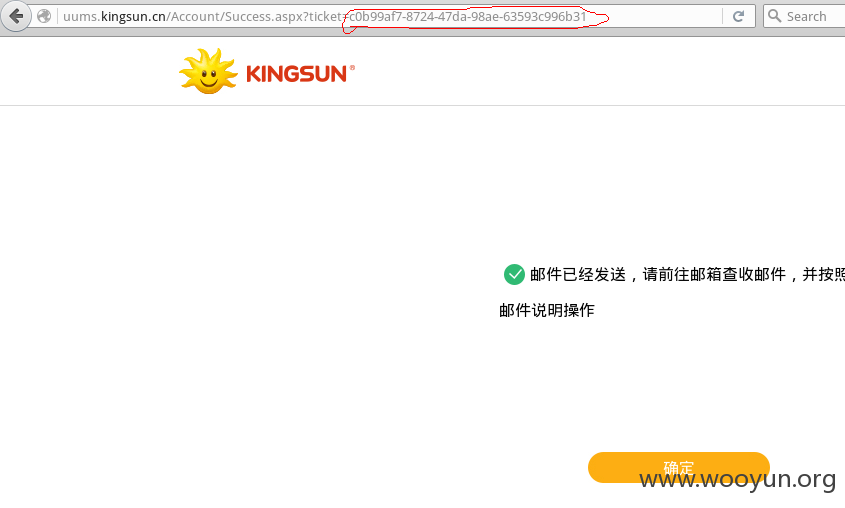 uums.kingsun.cn/Account/Success.aspx?ticket=c0b99af7-8724-47da-98ae-63593c996b31
Search
KINGSUN®
邮件已经发送，请前往邮箱查收邮件，并按照
邮件说明操作
确定
www.wooyun.org